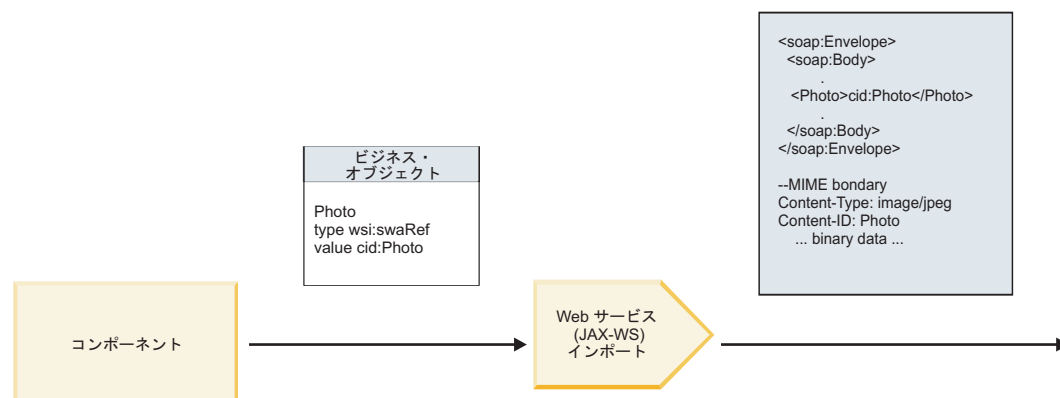 <soap:Envelope>
<soap:Body>
.
<Photo>cid:Photo</Photo>
.
</soap:Body>
</soap:Envelope>
--MIME bondary
Content-Type: image/jpeg
Content-ID: Photo
... binary data ...
ビジネス・
オブジェクト
Photo
type wsi:swaRef
value cid:Photo
コンポーネント
Web サービス
(JAX-WS)
インポート